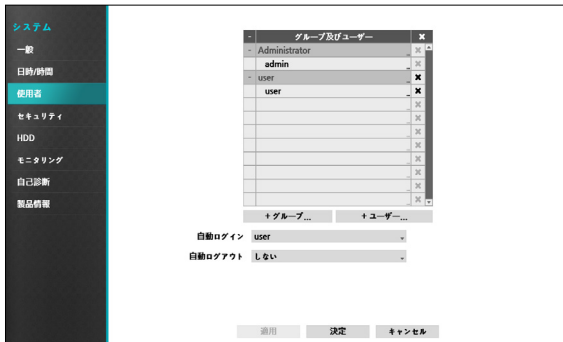 システム
一般
日時/時間
使用者
セキュリティ
HDD
モニタリング
自己診断
製品情報
- グループ及びユーザー ×
- Administrator
admin
- user
user
+ グループ... + ユーザー...
自動ログイン user
自動ログアウト しない
適用 決定 キャンセル